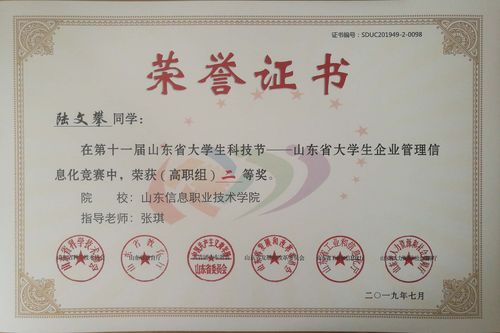 证书编号：SDUC201949-2-0098
荣誉证书
陆文攀 同学：
在第十一届山东省大学生科技节——山东省大学生企业管理信
息化竞赛中，荣获（高职组）二 等奖。
院 校：山东信息职业技术学院
指导老师：张琪
二〇一九年七月